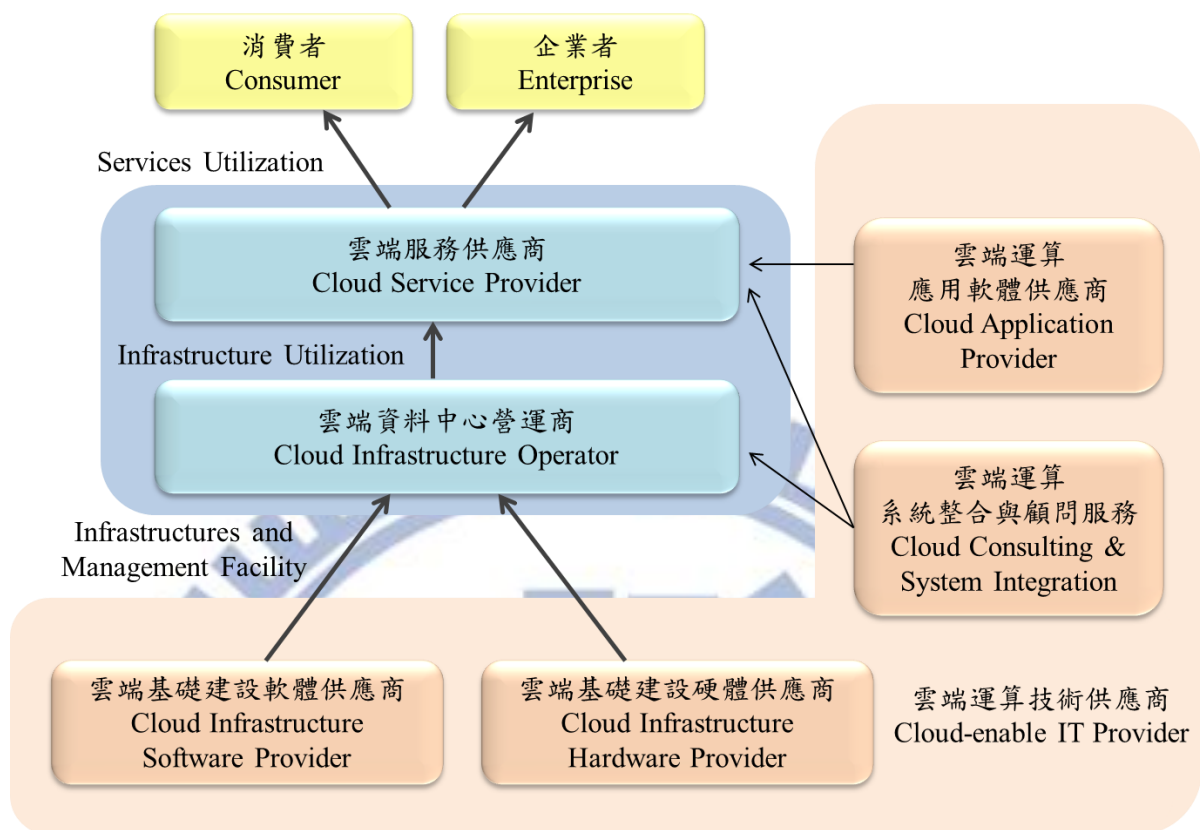 消費者
Consumer
企業者
Enterprise
Services Utilization
雲端服務供應商
Cloud Service Provider
Infrastructure Utilization
雲端資料中心營運商
Cloud Infrastructure Operator
Infrastructures and
Management Facility
雲端運算
應用軟體供應商
Cloud Application
Provider
雲端運算
系統整合與顧問服務
Cloud Consulting &
System Integration
雲端基礎建設軟體供應商
Cloud Infrastructure
Software Provider
雲端基礎建設硬體供應商
Cloud Infrastructure
Hardware Provider
雲端運算技術供應商
Cloud-enable IT Provider